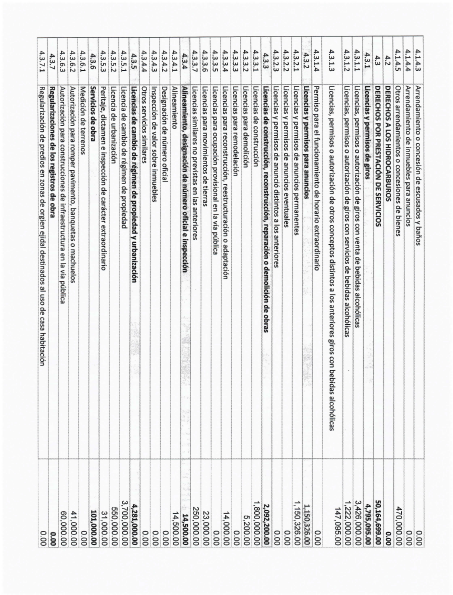 4.1.4.3 Arrendamiento o concesión de escusados y baños 0.00
4.1.4.4 Arrendamiento de inmuebles para anuncios 0.00
4.1.4.5 Otros arrendamientos o concesiones de bienes 470,000.00
4.2 DERECHOS A LOS HIDROCARBUROS 0.00
4.3 DERECHOS POR PRESTACIÓN DE SERVICIOS 50,164,699.00
4.3.1 Licencias y permisos de giros 4,795,095.00
4.3.1.1 Licencias, permisos o autorización de giros con venta de bebidas alcohólicas 3,426,000.00
4.3.1.2 Licencias, permisos o autorización de giros con servicios de bebidas alcohólicas 1,222,000.00
4.3.1.3 Licencias, permisos o autorización de otros conceptos distintos a los anteriores giros con bebidas alcohólicas 147,095.00
4.3.1.4 Permiso para el funcionamiento de horario extraordinario 0.00
4.3.2 Licencias y permisos para anuncios 1,150,326.00
4.3.2.1 Licencias y permisos de anuncios permanentes 1,150,326.00
4.3.2.2 Licencias y permisos de anuncios eventuales 0.00
4.3.2.3 Licencias y permisos de anuncio distintos a los anteriores 0.00
4.3.3 Licencias de construcción, reconstrucción, reparación o demolición de obras 2,092,200.00
4.3.3.1 Licencias de construcción 1,800,000.00
4.3.3.2 Licencias para demolición 5,200.00
4.3.3.3 Licencias para remodelación 0.00
4.3.3.4 Licencias para reconstrucción, reestructuración o adaptación 14,000.00
4.3.3.5 Licencias para ocupación provisional en la vía pública 0.00
4.3.3.6 Licencias para movimientos de tierras 23,000.00
4.3.3.7 Licencias similares no previstas en las anteriores 250,000.00
4.3.4 Alineamiento, designación de número oficial e inspección 14,500.00
4.3.4.1 Alineamiento 14,500.00
4.3.4.2 Designación de número oficial 0.00
4.3.4.3 Inspección de valor sobre inmuebles 0.00
4.3.4.4 Otros servicios similares 0.00
4.3.5 Licencias de cambio de régimen de propiedad y urbanización 4,281,000.00
4.3.5.1 Licencia de cambio de régimen de propiedad 3,700,000.00
4.3.5.2 Licencia de urbanización 550,000.00
4.3.5.3 Peritaje, dictamen e inspección de carácter extraordinario 31,000.00
4.3.6 Servicios de obra 101,000.00
4.3.6.1 Medición de terrenos 0.00
4.3.6.2 Autorización para romper pavimento, banquetas o machuelos 41,000.00
4.3.6.3 Autorización para construcciones de infraestructura en la vía pública 60,000.00
4.3.7 Regularizaciones de los registros de obra 0.00
4.3.7.1 Regularización de predios en zonas de origen ejidal destinados al uso de casa habitación 0.00